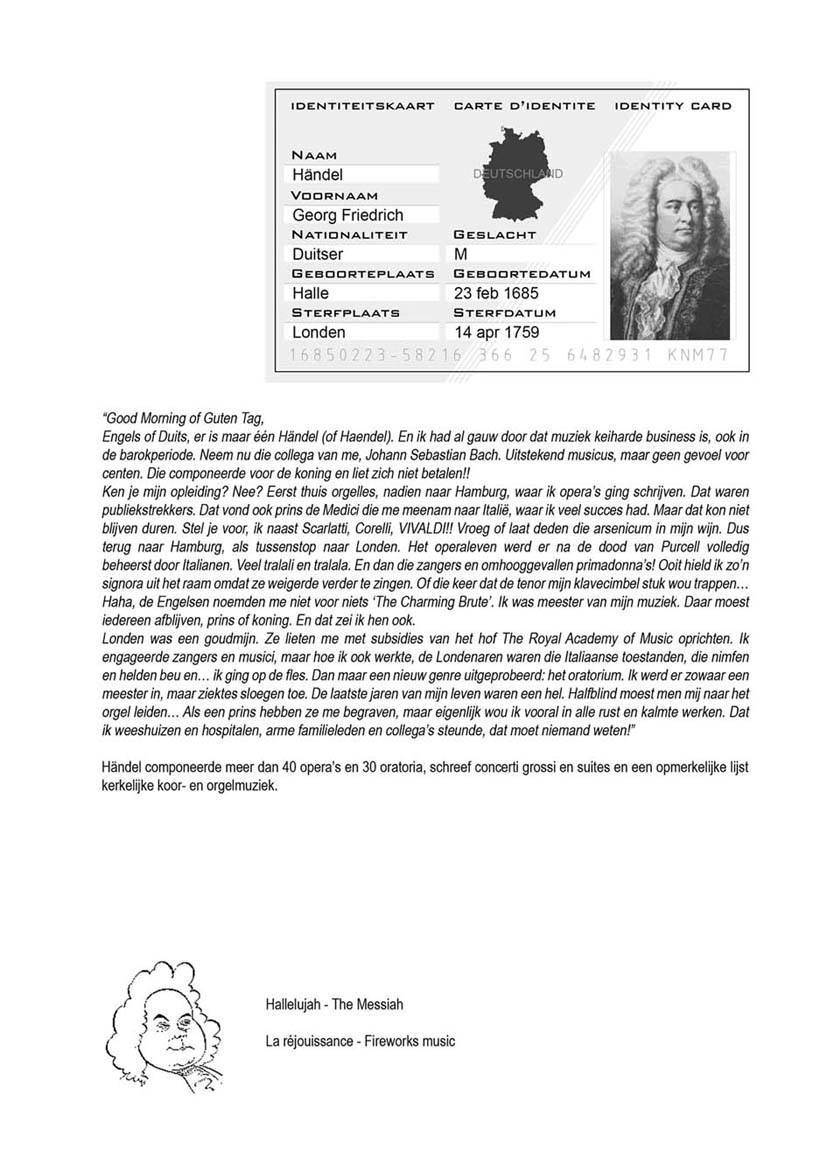 IDENTITEITSKAART CARTE D'IDENTITE IDENTITY CARD
NAAM
DEUTSCHLAND
Händel
VOORNAAM
Georg Friedrich
NATIONALITEIT GESLACHT
Duitser M
GEBOORTEPLAATS GEBOORTEDATUM
Halle 23 feb 1685
STERFPLAATS STERFDATUM
Londen 14 apr 1759
16850223-58216 366 25 6482931 KNM77
“Good Morning of Guten Tag,
Engels of Duits, er is maar één Händel (of Haendel). En ik had al gauw door dat muziek keiharde business is, ook in
de barokperiode. Neem nu die collega van me, Johann Sebastian Bach. Uitstekend musicus, maar geen gevoel voor
centen. Die componeerde voor de koning en liet zich niet betalen!!
Ken je mijn opleiding? Nee? Eerst thuis orgelles, nadien naar Hamburg, waar ik opera’s ging schrijven. Dat waren
publiekstrekkers. Dat vond ook prins de Medici die me meenam naar Italië, waar ik veel succes had. Maar dat kon niet
blijven duren. Stel je voor, ik naast Scarlatti, Corelli, VIVALDI!! Vroeg of laat deden die arsenicum in mijn wijn. Dus
terug naar Hamburg, als tussenstop naar Londen. Het operaleven werd er na de dood van Purcell volledig
beheerst door Italianen. Veel tralali en tralala. En dan die zangers en omhooggevallen primadonna’s! Ooit hield ik zo’n
signora uit het raam omdat ze weigerde verder te zingen. Of die keer dat de tenor mijn klavecimbel stuk wou trappen…
Haha, de Engelsen noemden me niet voor niets ‘The Charming Brute’. Ik was meester van mijn muziek. Daar moest
iedereen afblijven, prins of koning. En dat zei ik hen ook.
Londen was een goudmijn. Ze lieten me met subsidies van het hof The Royal Academy of Music oprichten. Ik
engageerde zangers en musici, maar hoe ik ook werkte, de Londenaren waren die Italiaanse toestanden, die nimfen
en helden beu en… ik ging op de fles. Dan maar een nieuw genre uitgeprobeerd: het oratorium. Ik werd er zowaar een
meester in, maar ziektes sloegen toe. De laatste jaren van mijn leven waren een hel. Halfblind moest men mij naar het
orgel leiden… Als een prins hebben ze me begraven, maar eigenlijk wou ik vooral in alle rust en kalmte werken. Dat
ik weeshuizen en hospitalen, arme familieleden en collega’s steunde, dat moet niemand weten!”
Händel componeerde meer dan 40 opera’s en 30 oratoria, schreef concerti grossi en suites en een opmerkelijke lijst
kerkelijke koor- en orgelmuziek.
Hallelujah - The Messiah
La réjouissance - Fireworks music